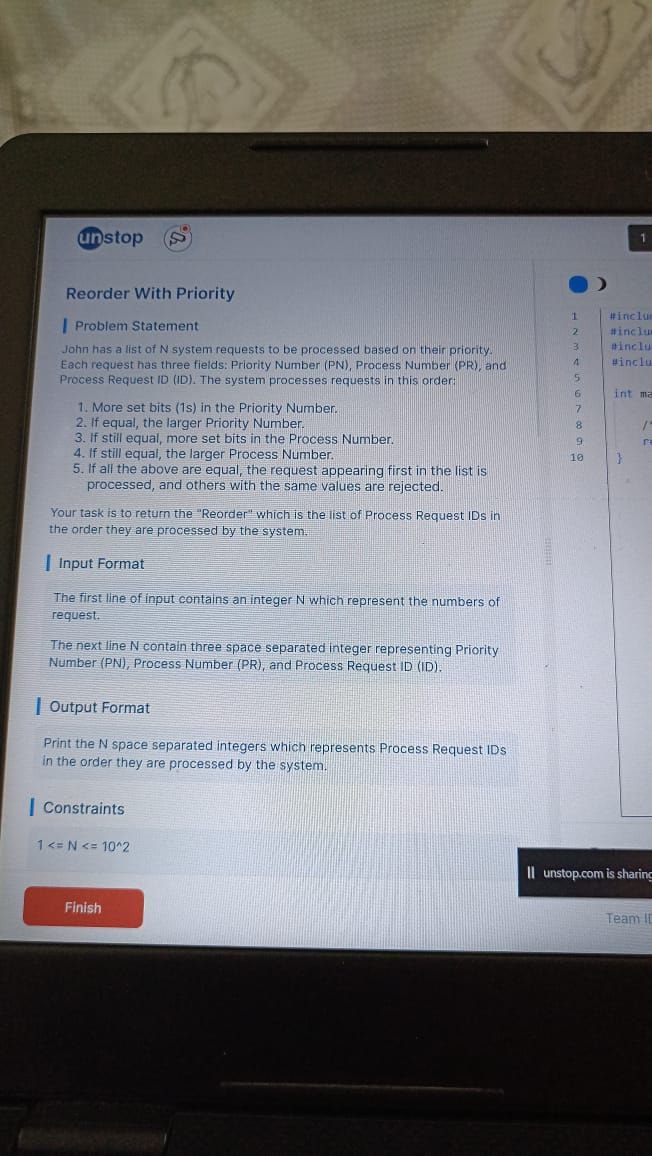 unstop
1
Reorder With Priority
Problem Statement
John has a list of N system requests to be processed based on their priority.
Each request has three fields: Priority Number (PN), Process Number (PR), and
Process Request ID (ID). The system processes requests in this order:
1. More set bits (1s) in the Priority Number.
2. If equal, the larger Priority Number.
3. If still equal, more set bits in the Process Number.
4. If still equal, the larger Process Number.
5. If all the above are equal, the request appearing first in the list is
processed, and others with the same values are rejected.
Your task is to return the "Reorder" which is the list of Process Request IDs in
the order they are processed by the system.
Input Format
The first line of input contains an integer N which represent the numbers of
request.
The next line N contain three space separated integer representing Priority
Number (PN), Process Number (PR), and Process Request ID (ID).
Output Format
Print the N space separated integers which represents Process Request IDs
in the order they are processed by the system.
Constraints
1 <= N <= 10^2
Finish
1 #inclu
2 #inclu
3 #inclu
4 #inclu
5
6 int ma
7
8 /
9 r
10 }
unstop.com is sharing
Team ID